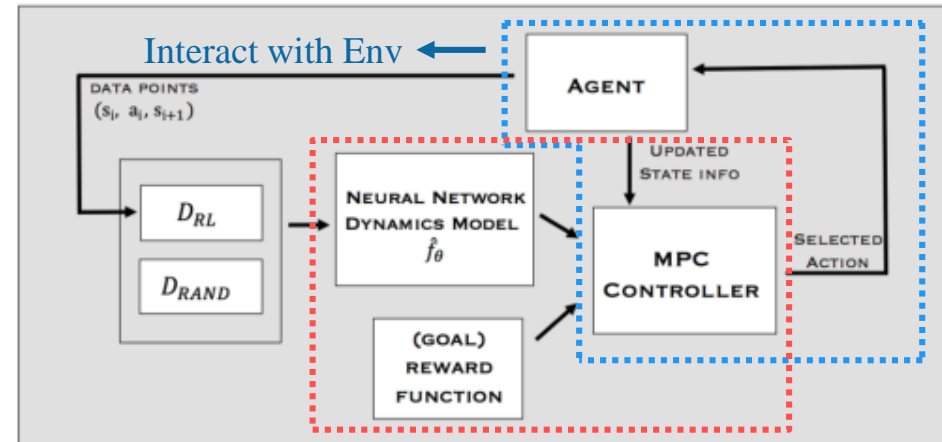 Interact with Env
AGENT
DATA POINTS
(sᵢ, aᵢ, sᵢ₊₁)
UPDATED
STATE INFO
D_RL
D_RAND
NEURAL NETWORK
DYNAMICS MODEL
f̂_θ
MPC
CONTROLLER
SELECTED
ACTION
(GOAL)
REWARD
FUNCTION